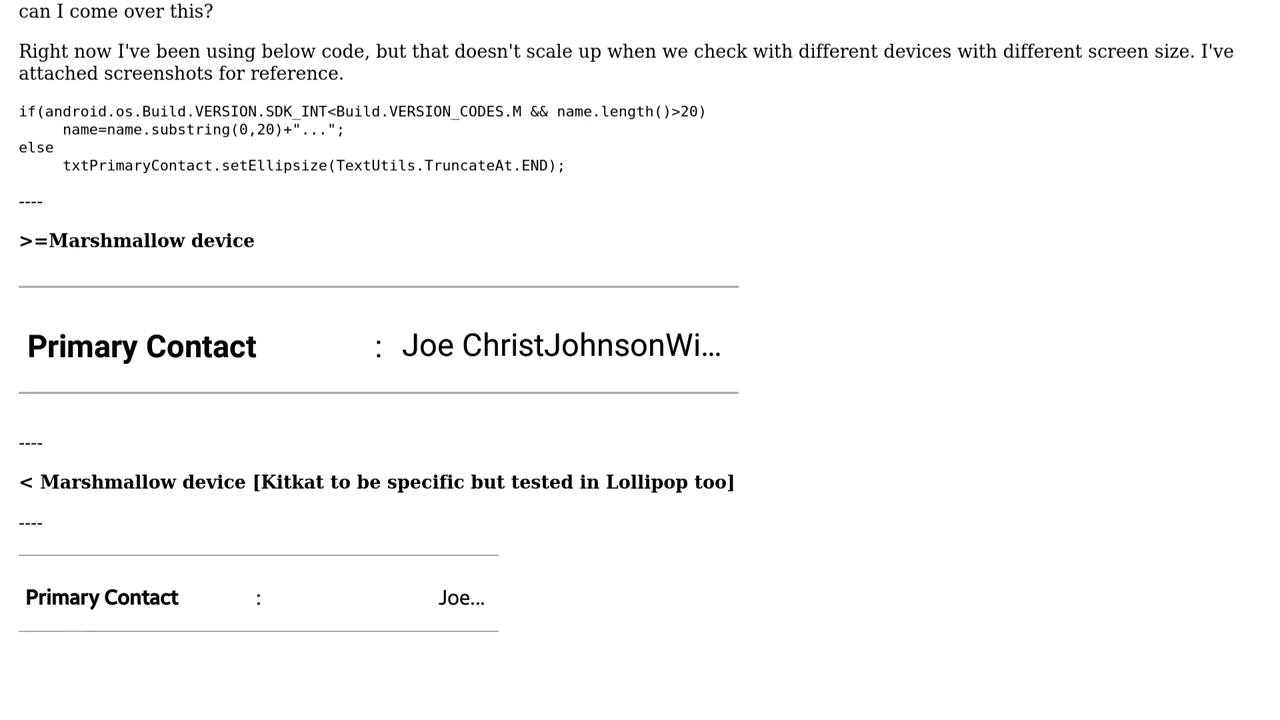 can I come over this?
Right now I've been using below code, but that doesn't scale up when we check with different devices with different screen size. I've
attached screenshots for reference.
if(android.os.Build.VERSION.SDK_INT<Build.VERSION_CODES.M && name.length()>20)
     name=name.substring(0,20)+"...";
else
     txtPrimaryContact.setEllipsize(TextUtils.TruncateAt.END);
----
>=Marshmallow device
Primary Contact : Joe ChristJohnsonWi...
----
< Marshmallow device [Kitkat to be specific but tested in Lollipop too]
----
Primary Contact : Joe...